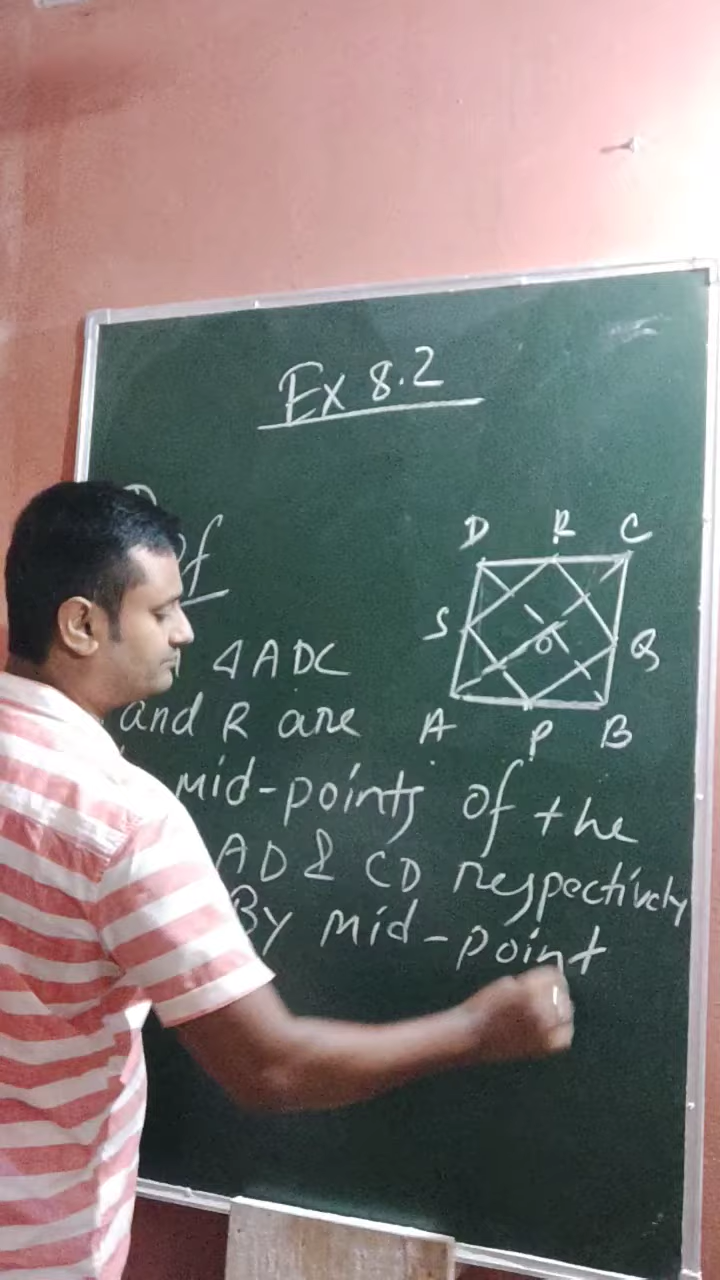 Ex 8.2
D R C
S O Q
A P B
△ADC
and R are
mid-points of the
AD & CD respectively
By mid-point